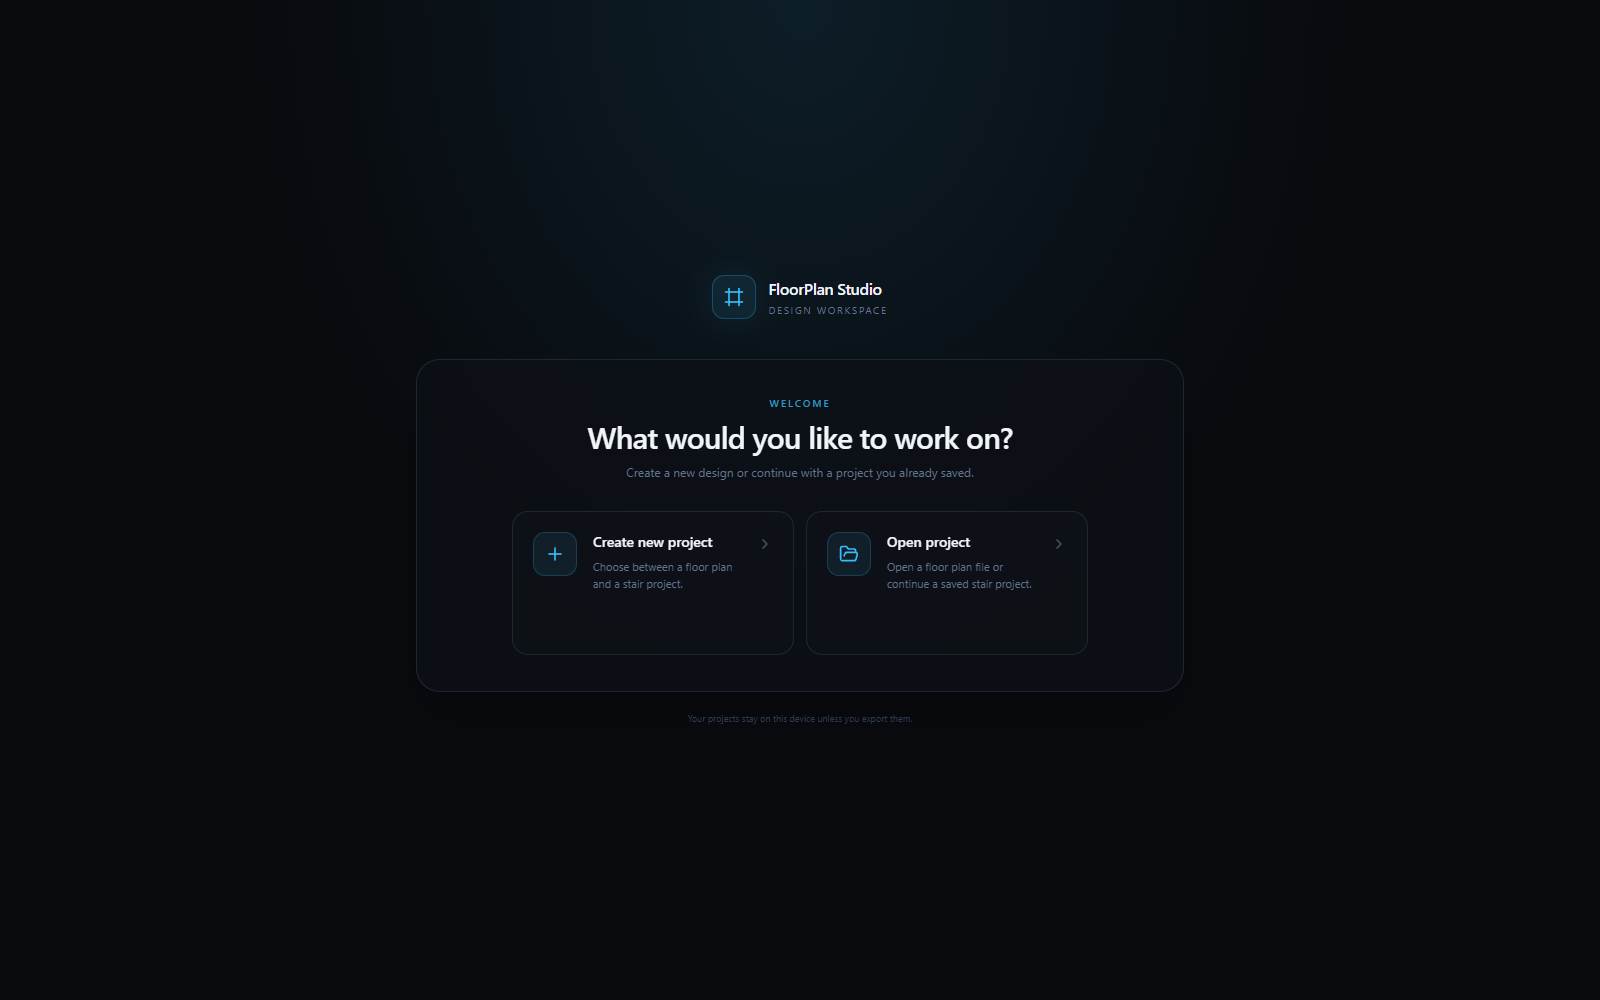 FloorPlan Studio
DESIGN WORKSPACE
WELCOME
What would you like to work on?
Create a new design or continue with a project you already saved.
Create new project
Choose between a floor plan
and a stair project.
Open project
Open a floor plan file or
continue a saved stair project.
Your projects stay on this device unless you export them.